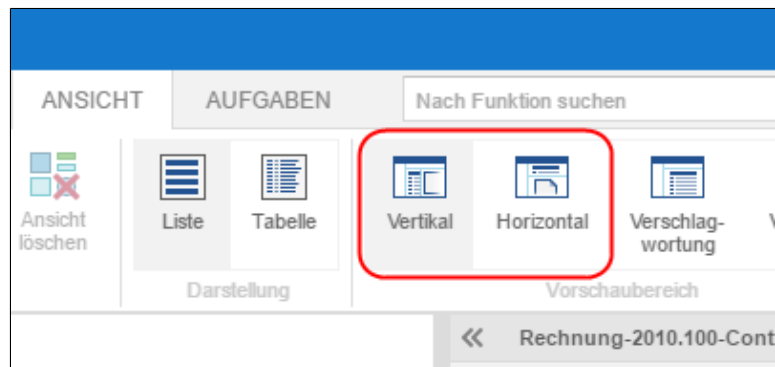 ANSICHT AUFGABEN Nach Funktion suchen
Ansicht
löschen
Liste Tabelle
Vertikal Horizontal
Verschlag-
wortung
Darstellung Vorschaubereich
Rechnung-2010.100-Cont